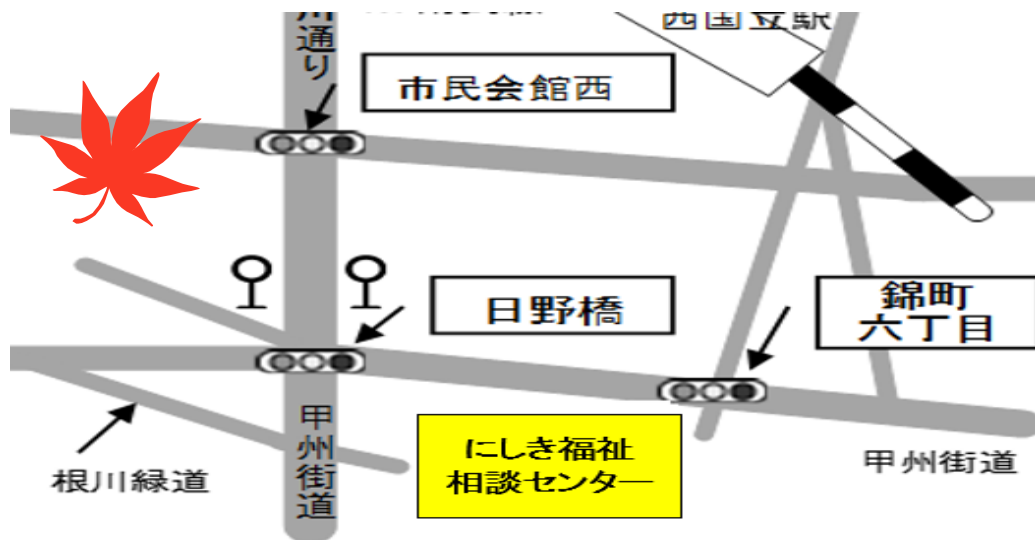 川通り
西国立駅
市民会館西
日野橋
錦町
六丁目
甲州街道
にしき福祉
相談センター
甲州街道
根川緑道